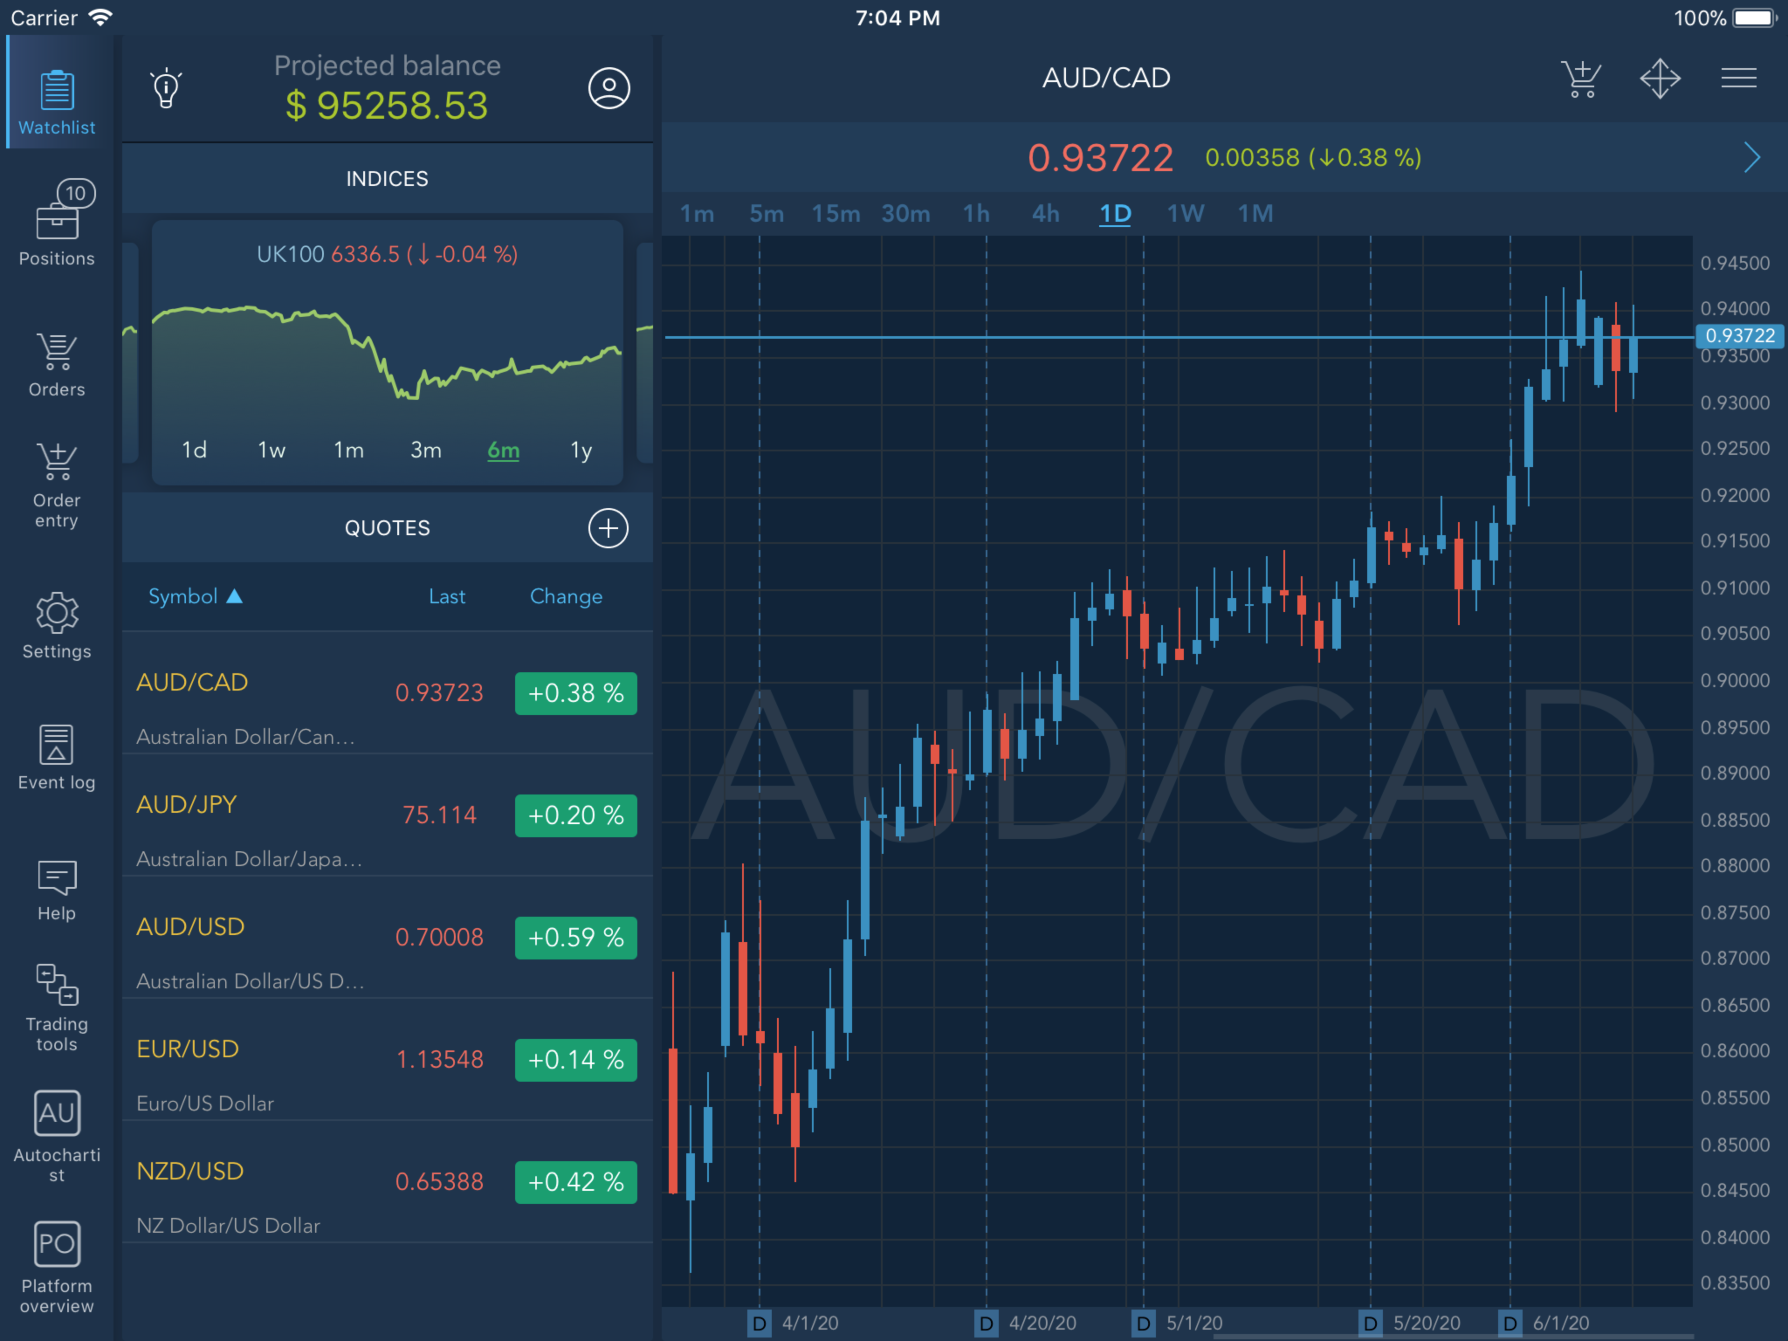 Carrier
7:04 PM
100%
Watchlist
10
Positions
Orders
Order
entry
Settings
Event log
Help
Trading
tools
AU
Autocharti
st
PO
Platform
overview
Projected balance
$ 95258.53
INDICES
UK100 6336.5 (↓ -0.04 %)
1d 1w 1m 3m 6m 1y
QUOTES
Symbol ▲ Last Change
AUD/CAD 0.93723 +0.38 %
Australian Dollar/Can...
AUD/JPY 75.114 +0.20 %
Australian Dollar/Japa...
AUD/USD 0.70008 +0.59 %
Australian Dollar/US D...
EUR/USD 1.13548 +0.14 %
Euro/US Dollar
NZD/USD 0.65388 +0.42 %
NZ Dollar/US Dollar
AUD/CAD
0.93722 0.00358 (↓0.38 %)
1m 5m 15m 30m 1h 4h 1D 1W 1M
AUD/CAD
0.94500
0.94000
0.93722
0.93500
0.93000
0.92500
0.92000
0.91500
0.91000
0.90500
0.90000
0.89500
0.89000
0.88500
0.88000
0.87500
0.87000
0.86500
0.86000
0.85500
0.85000
0.84500
0.84000
0.83500
D 4/1/20 D 4/20/20 D 5/1/20 D 5/20/20 D 6/1/20